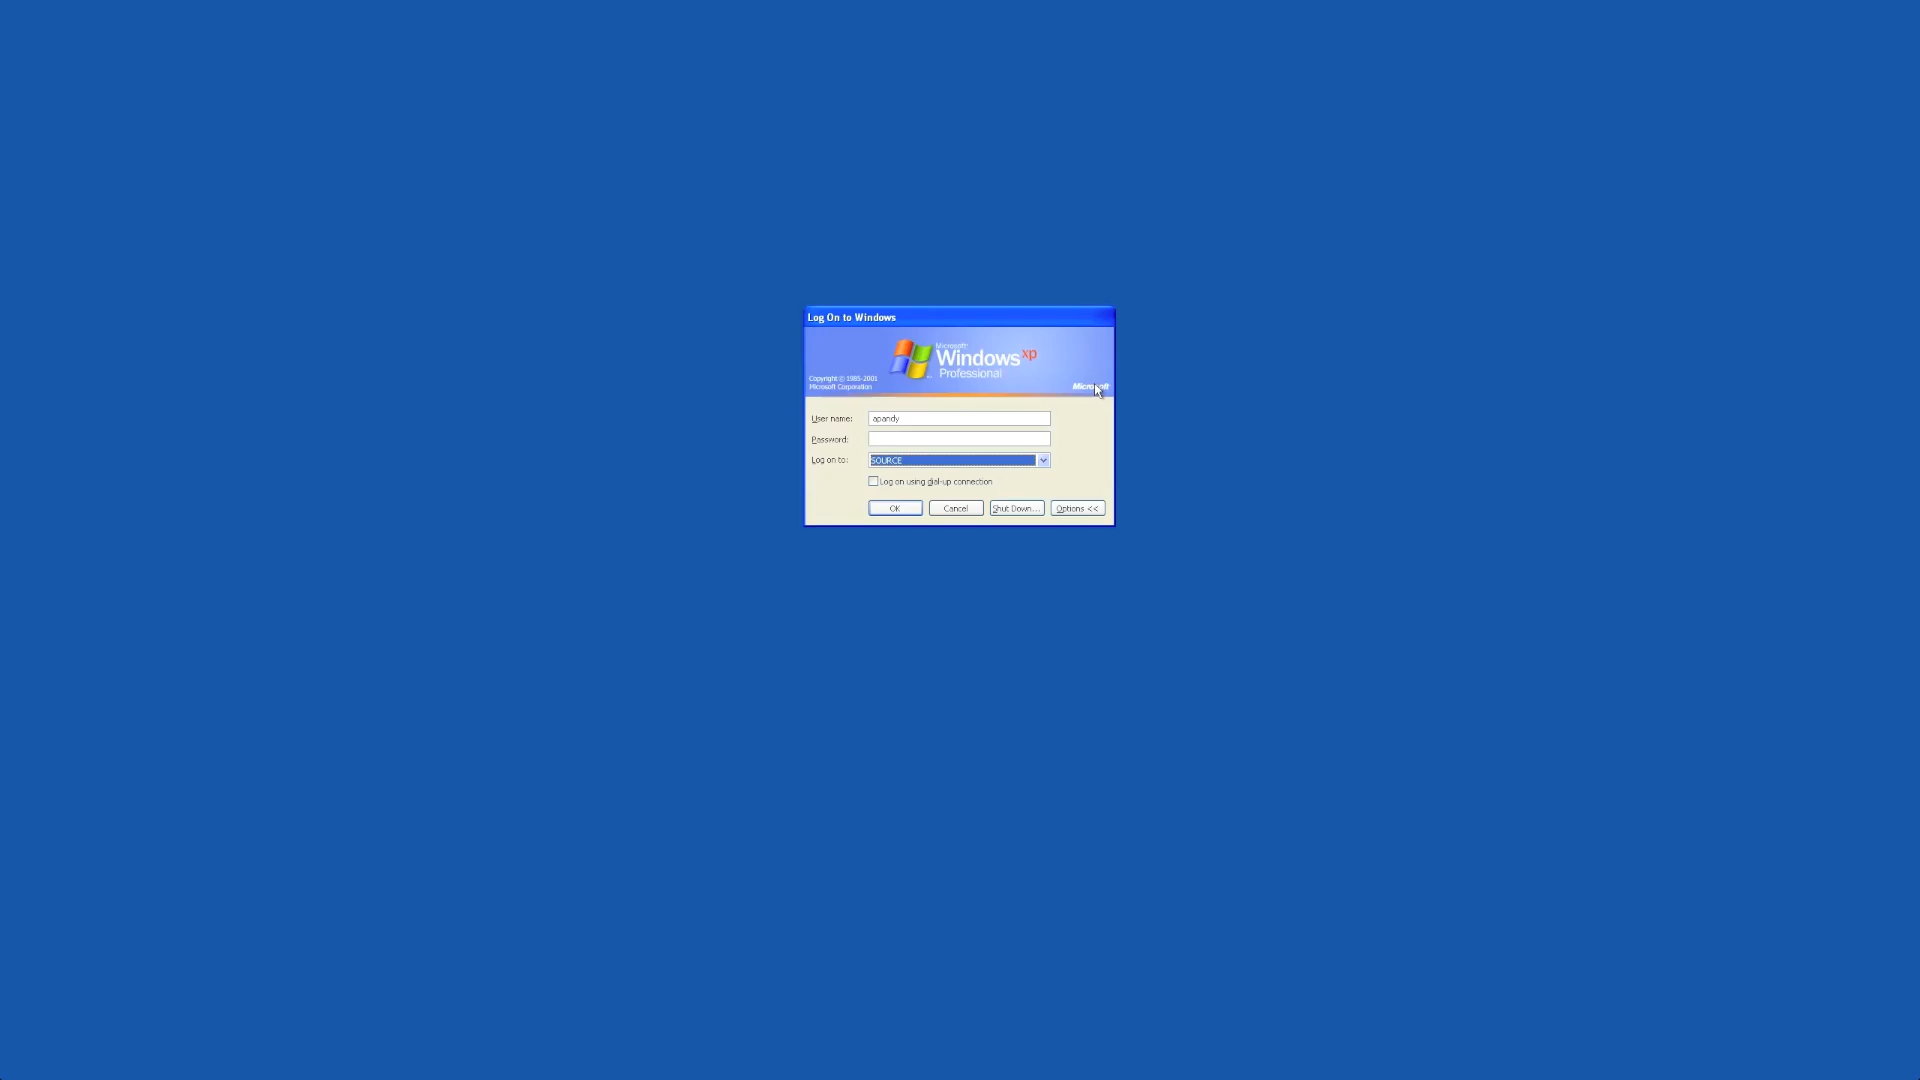 Log On to Windows
Microsoft
Windows xp
Professional
Copyright © 1985-2001
Microsoft Corporation
Microsoft
User name: apandy
Password:
Log on to: SOURCE
Log on using dial-up connection
OK Cancel Shut Down... Options <<